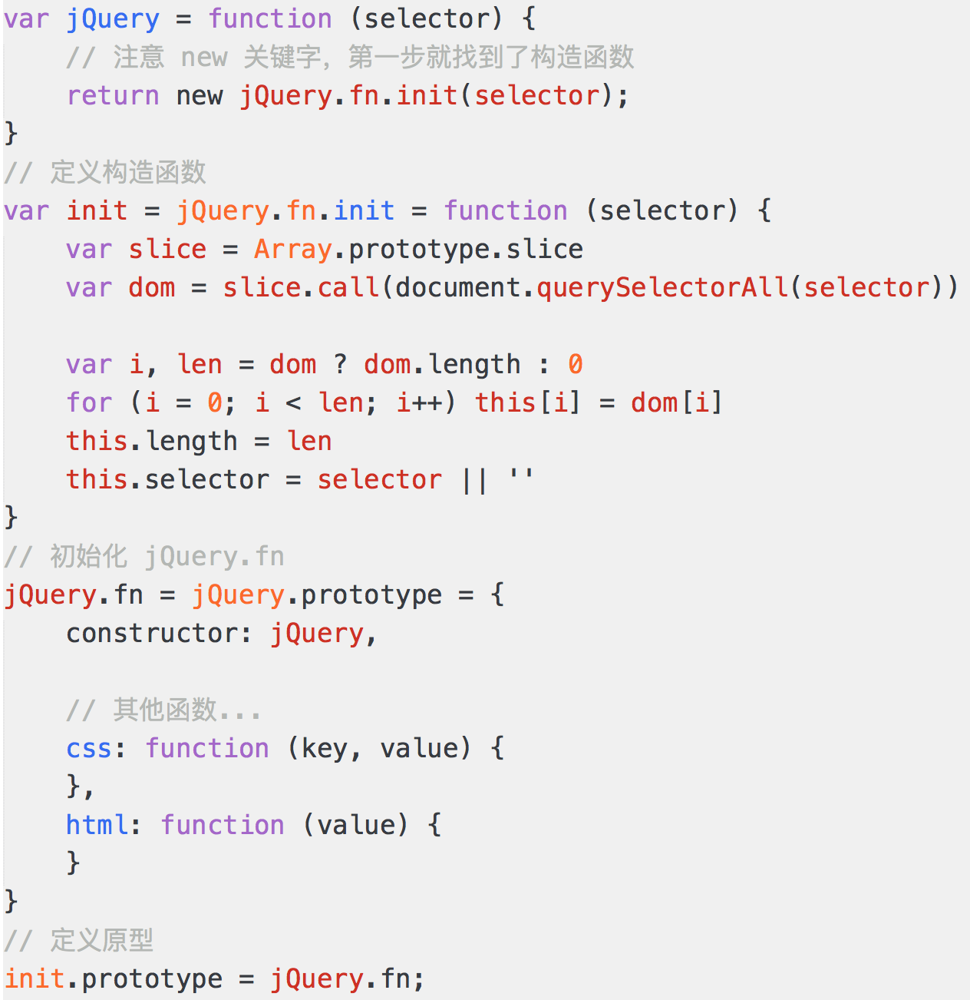 var jQuery = function (selector) {
    // 注意 new 关键字，第一步就找到了构造函数
    return new jQuery.fn.init(selector);
}
// 定义构造函数
var init = jQuery.fn.init = function (selector) {
    var slice = Array.prototype.slice
    var dom = slice.call(document.querySelectorAll(selector))

    var i, len = dom ? dom.length : 0
    for (i = 0; i < len; i++) this[i] = dom[i]
    this.length = len
    this.selector = selector || ''
}
// 初始化 jQuery.fn
jQuery.fn = jQuery.prototype = {
    constructor: jQuery,

    // 其他函数...
    css: function (key, value) {
    },
    html: function (value) {
    }
}
// 定义原型
init.prototype = jQuery.fn;